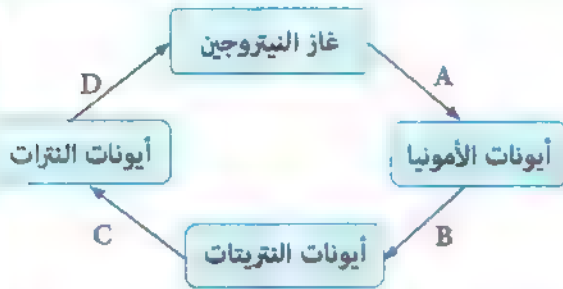 غاز النيتروجين
D
A
أيونات النترات
أيونات الأمونيا
C
B
أيونات النتريتات